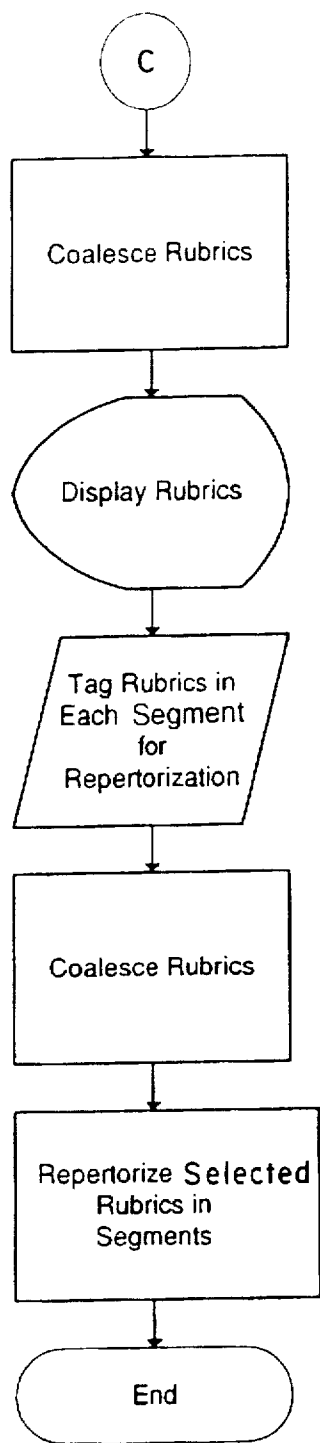 C
Coalesce Rubrics
Display Rubrics
Tag Rubrics in
Each Segment
for
Repertorization
Coalesce Rubrics
Repertorize Selected
Rubrics in
Segments
End